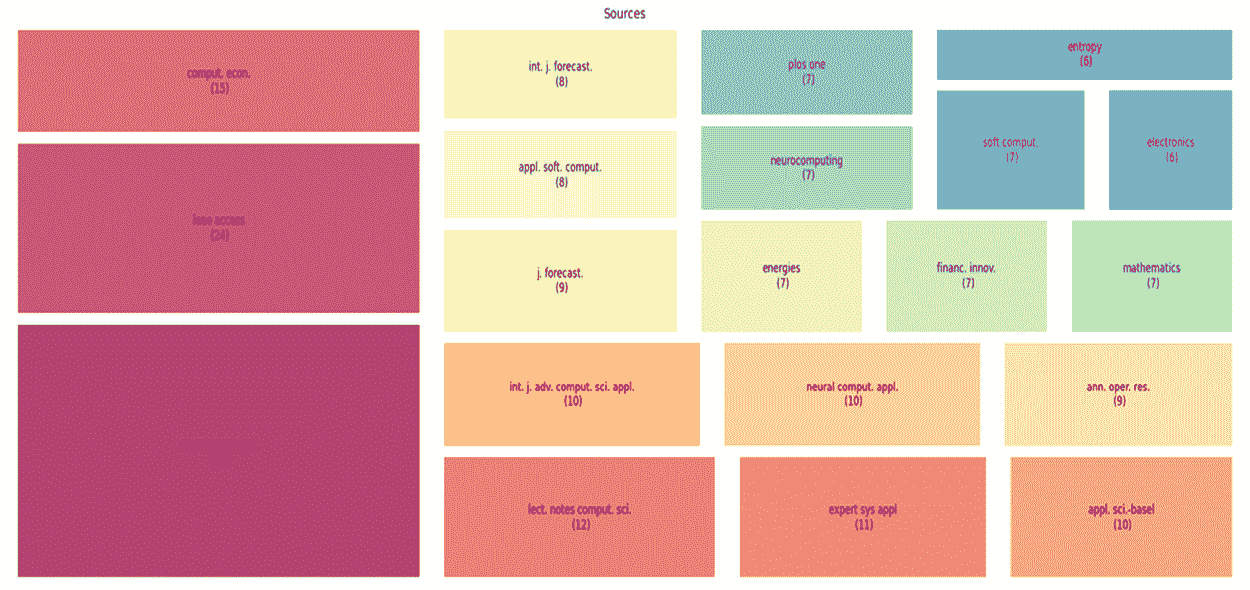 Sources
comput. econ.
(15)
ieee access
(24)
int. j. forecast.
(8)
appl. soft. comput.
(8)
j. forecast.
(9)
plos one
(7)
neurocomputing
(7)
entropy
(6)
soft comput.
(7)
electronics
(6)
energies
(7)
financ. innov.
(7)
mathematics
(7)
int. j. adv. comput. sci. appl.
(10)
neural comput. appl.
(10)
ann. oper. res.
(9)
lect. notes comput. sci.
(12)
expert sys appl
(11)
appl. sci.-basel
(10)